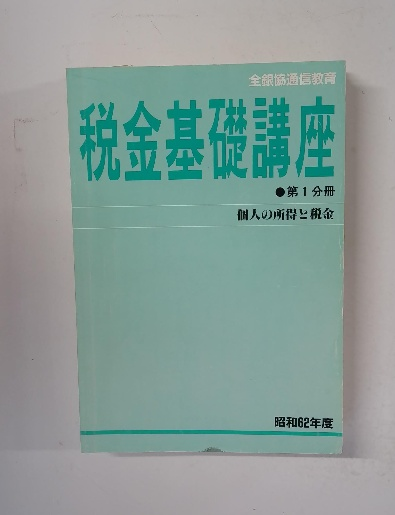 全銀協通信教育
税金基礎講座
●第1分冊
個人の所得と税金
昭和62年度